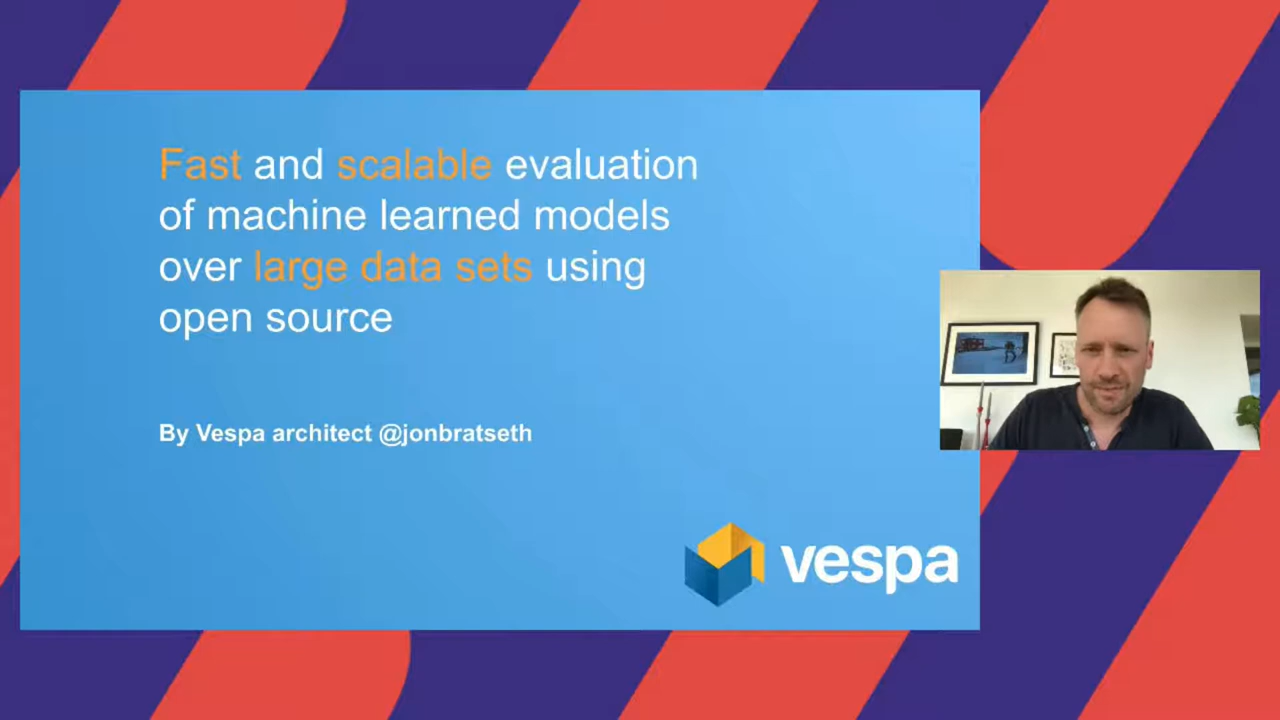 Fast and scalable evaluation
of machine learned models
over large data sets using
open source
By Vespa architect @jonbratseth
vespa